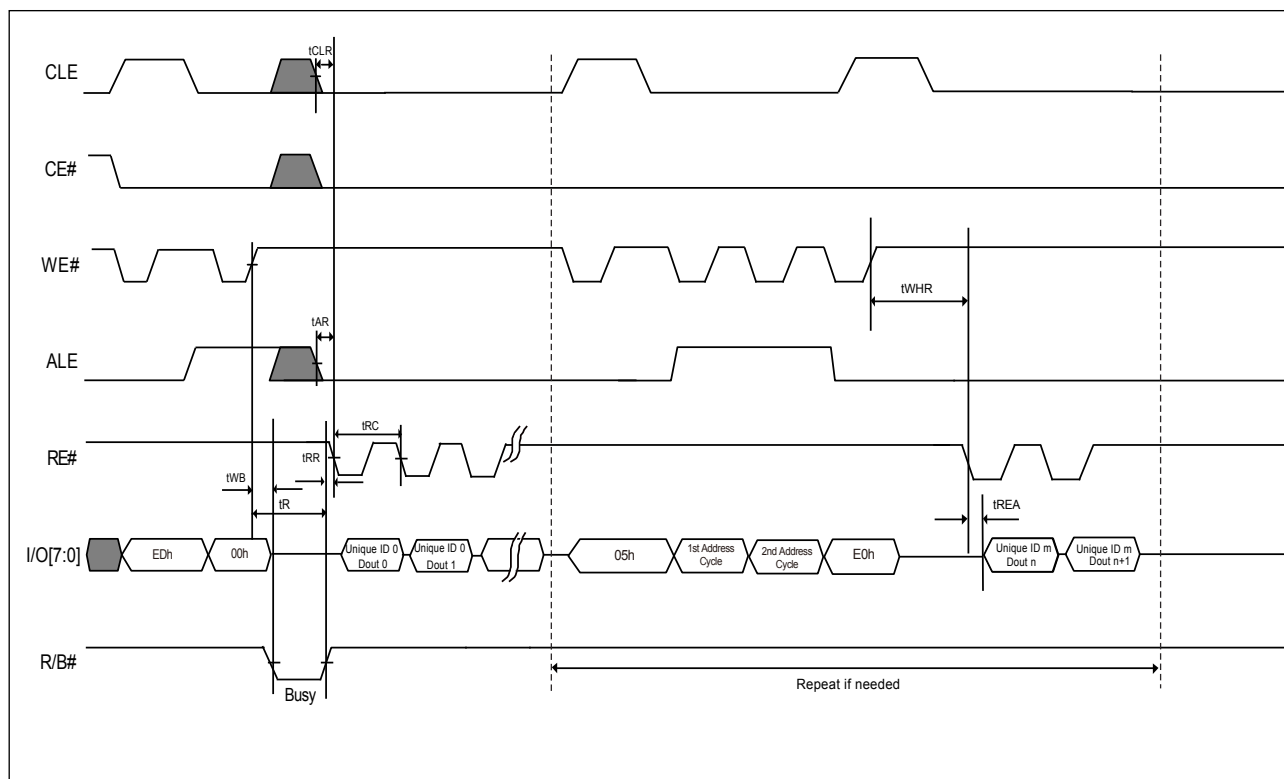 tCLR
CLE
CE#
WE#
tWHR
tAR
ALE
tRC
RE#
tRR
tWB
tR
tREA
I/O[7:0]
EDh
00h
Unique ID 0
Dout 0
Unique ID 0
Dout 1
05h
1st Address
Cycle
2nd Address
Cycle
E0h
Unique ID m
Dout n
Unique ID m
Dout n+1
R/B#
Busy
Repeat if needed